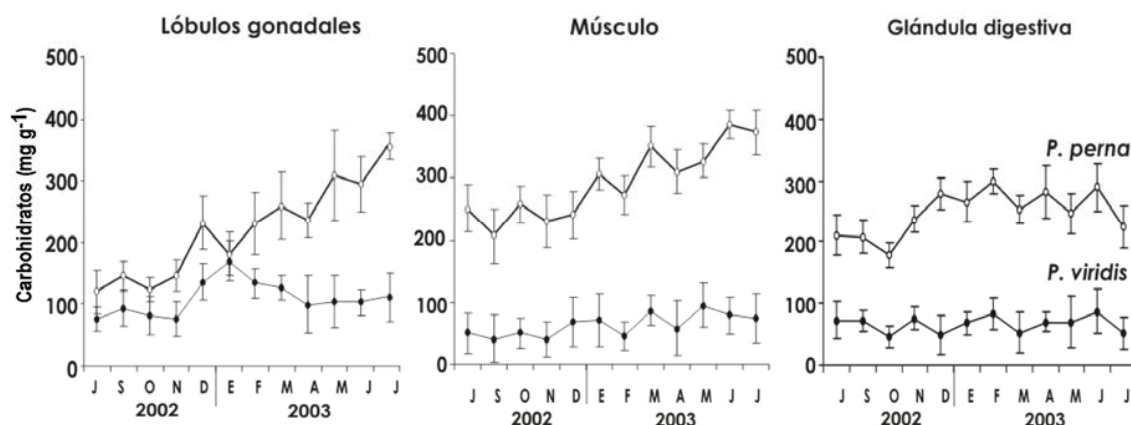 Lóbulos gonadales
Músculo
Glándula digestiva
Carbohidratos (mg g-1)
500
400
300
200
100
0
J S O N D E F M A M J J
2002 2003
500
400
300
200
100
0
J S O N D E F M A M J J
2002 2003
500
400
300
200
100
0
P. perna
P. viridis
J S O N D E F M A M J J
2002 2003